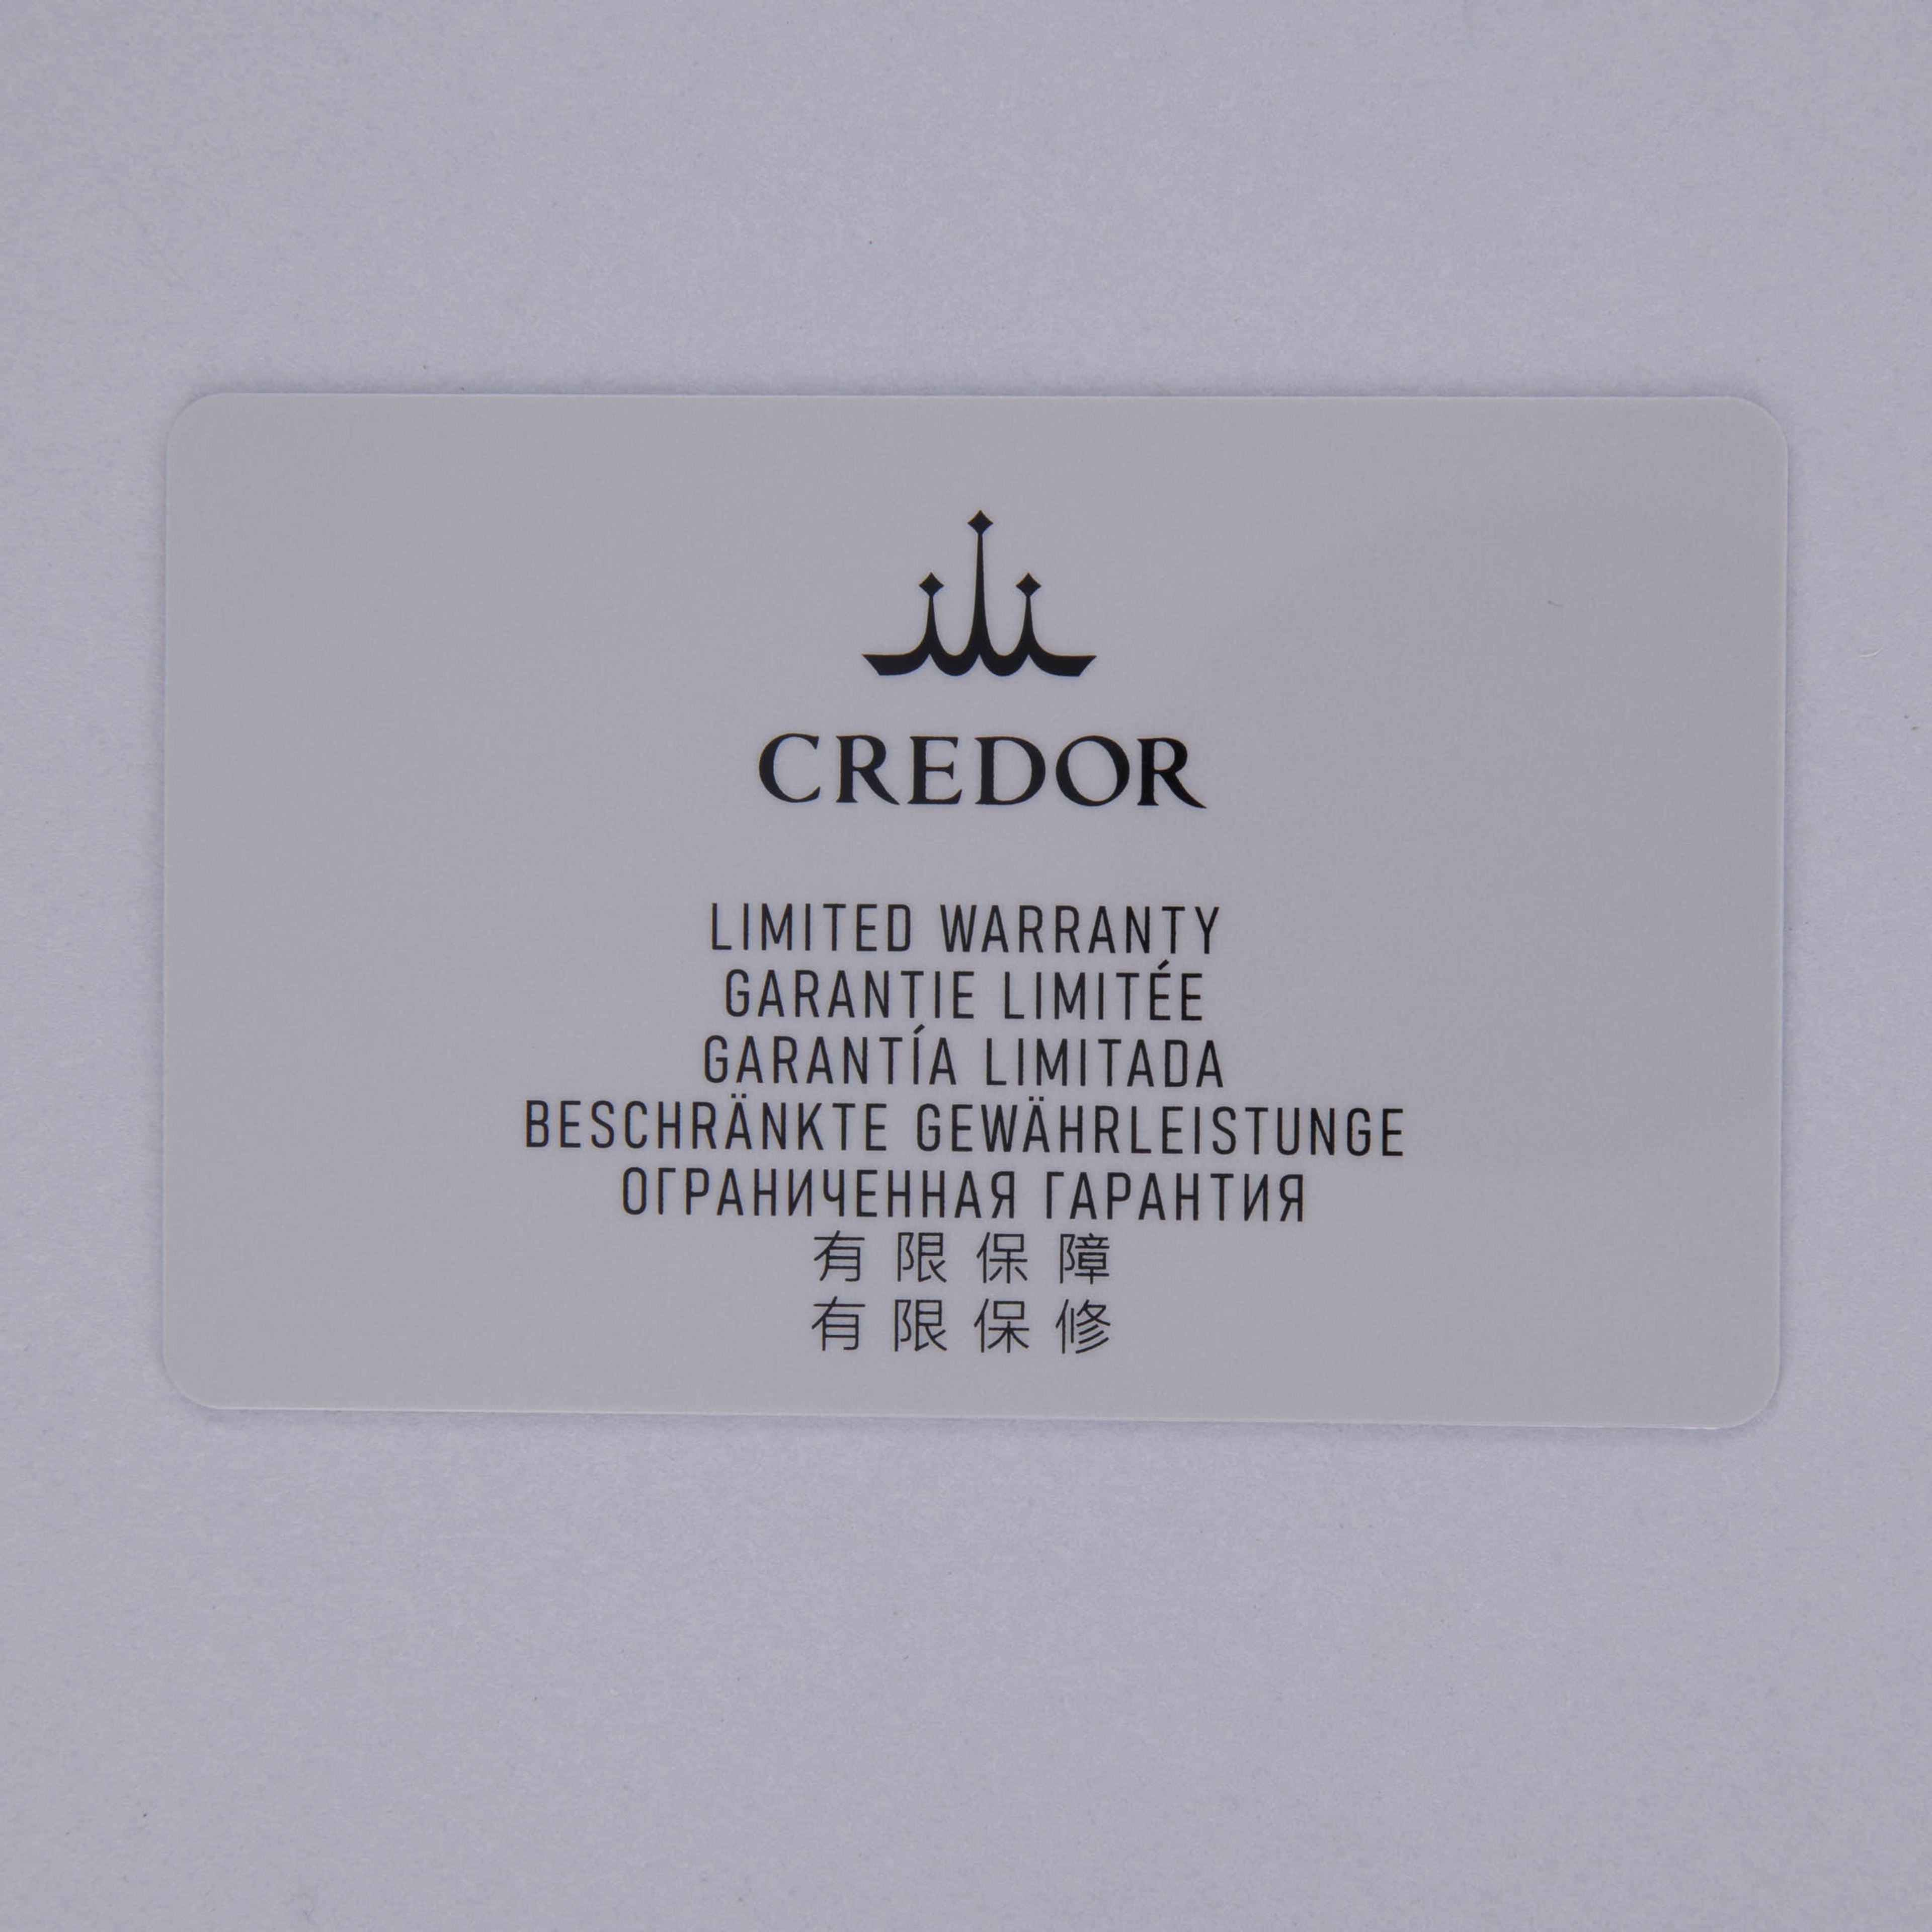 CREDOR
LIMITED WARRANTY
GARANTIE LIMITÉE
GARANTÍA LIMITADA
BESCHRÄNKTE GEWÄHRLEISTUNGE
ОГРАНИЧЕННАЯ ГАРАНТИЯ
有限保障
有限保修